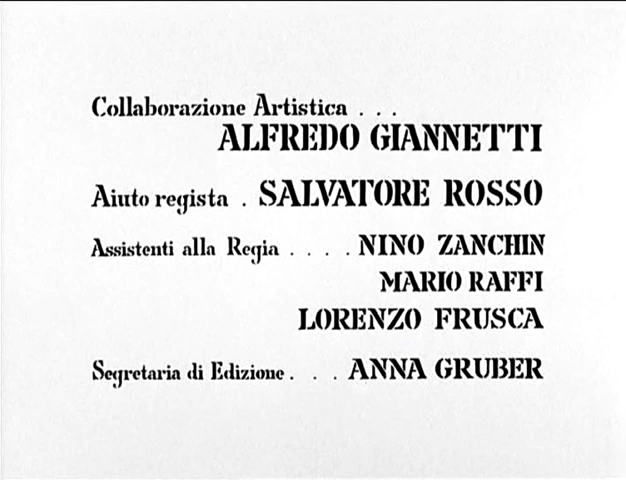 Collaborazione Artistica . . .
ALFREDO GIANNETTI
Aiuto regista . SALVATORE ROSSO
Assistenti alla Regia . . . . NINO ZANCHIN
MARIO RAFFI
LORENZO FRUSCA
Segretaria di Edizione . . . ANNA GRUBER